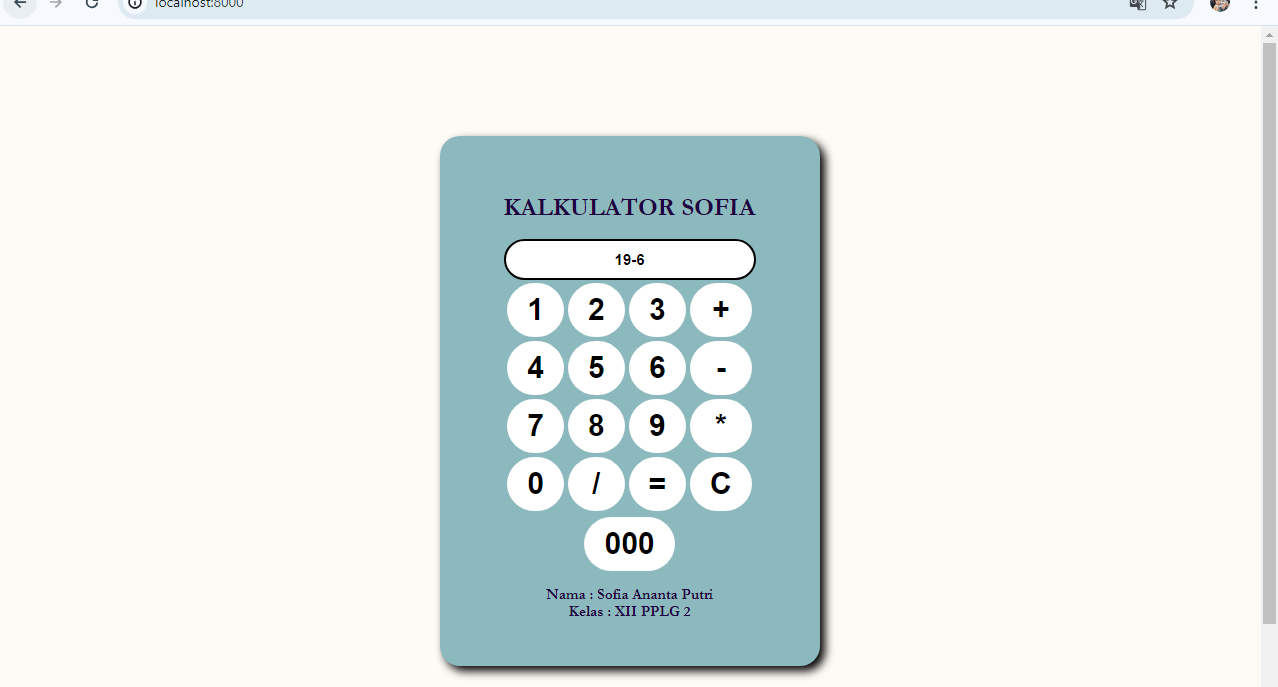 localhost:8000
KALKULATOR SOFIA
19-6
1 2 3 +
4 5 6 -
7 8 9 *
0 / = C
000
Nama : Sofia Ananta Putri
Kelas : XII PPLG 2